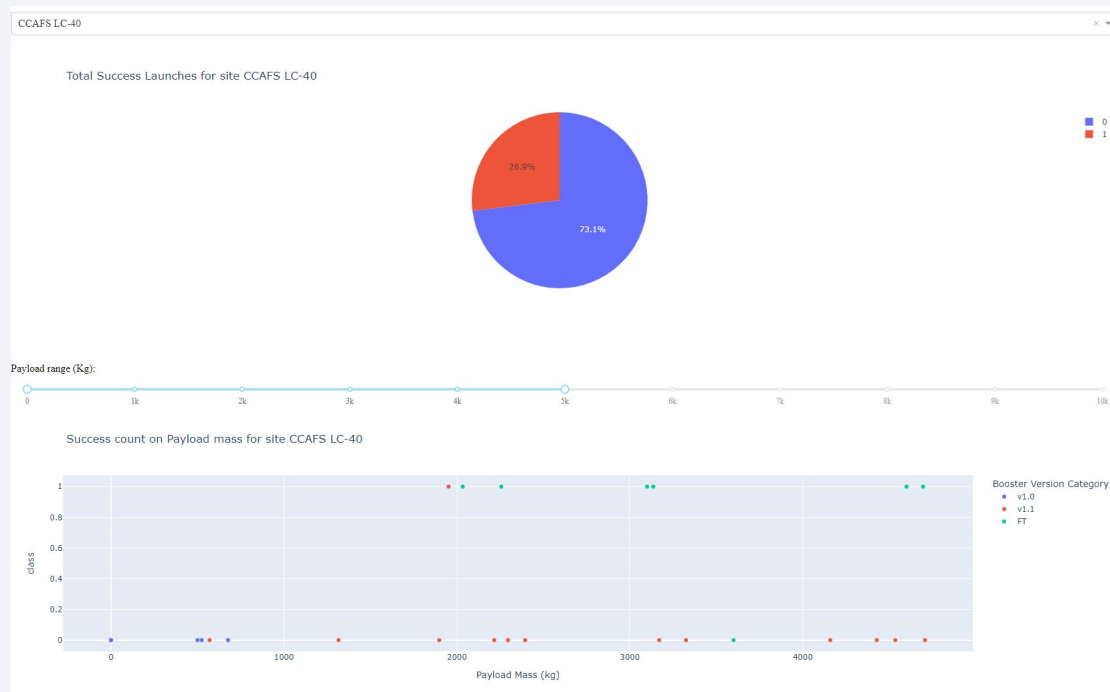 CCAFS LC-40
Total Success Launches for site CCAFS LC-40
0
1
26.9%
73.1%
Payload range (Kg):
0 1k 2k 3k 4k 5k 6k 7k 8k 9k 10k
Success count on Payload mass for site CCAFS LC-40
Booster Version Category
v1.0
v1.1
FT
1
0.8
0.6
0.4
0.2
0
class
0 1000 2000 3000 4000
Payload Mass (kg)